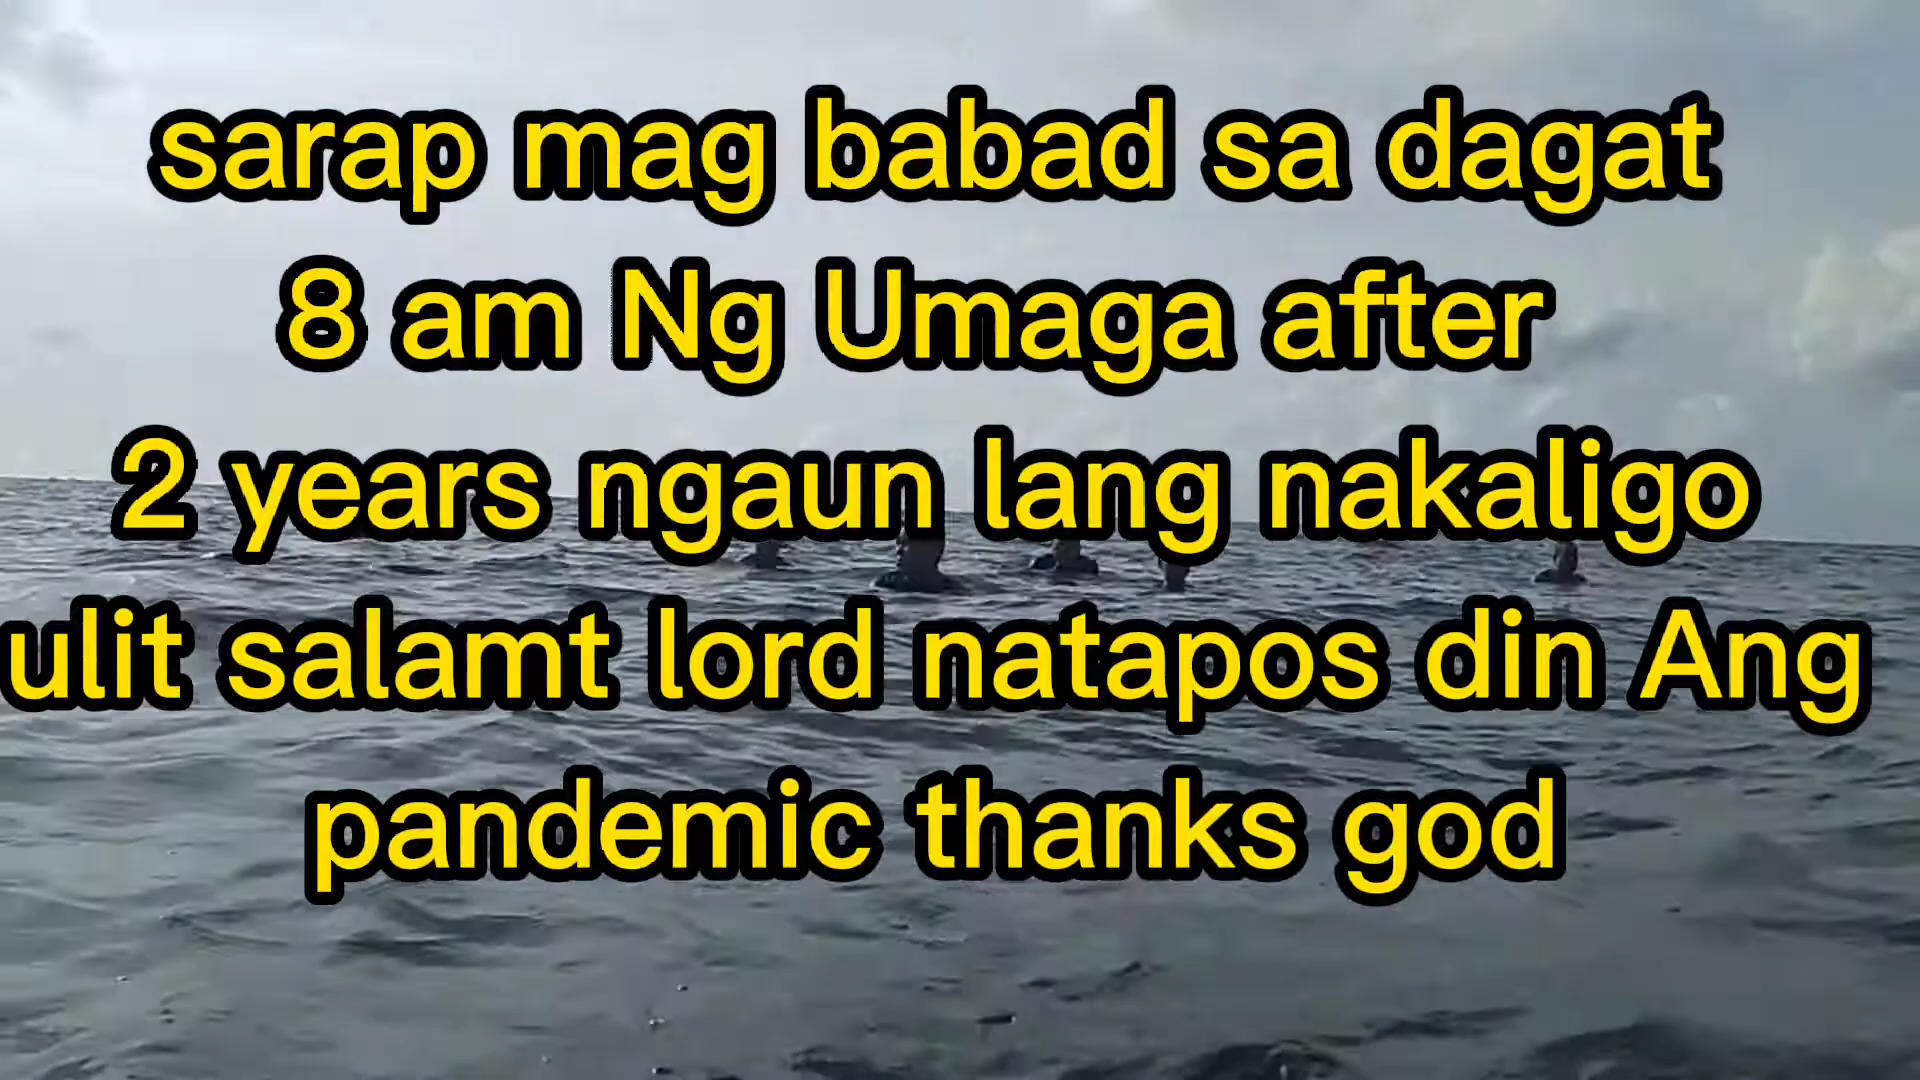 sarap mag babad sa dagat
8 am Ng Umaga after
2 years ngaun lang nakaligo
ulit salamt lord natapos din Ang
pandemic thanks god